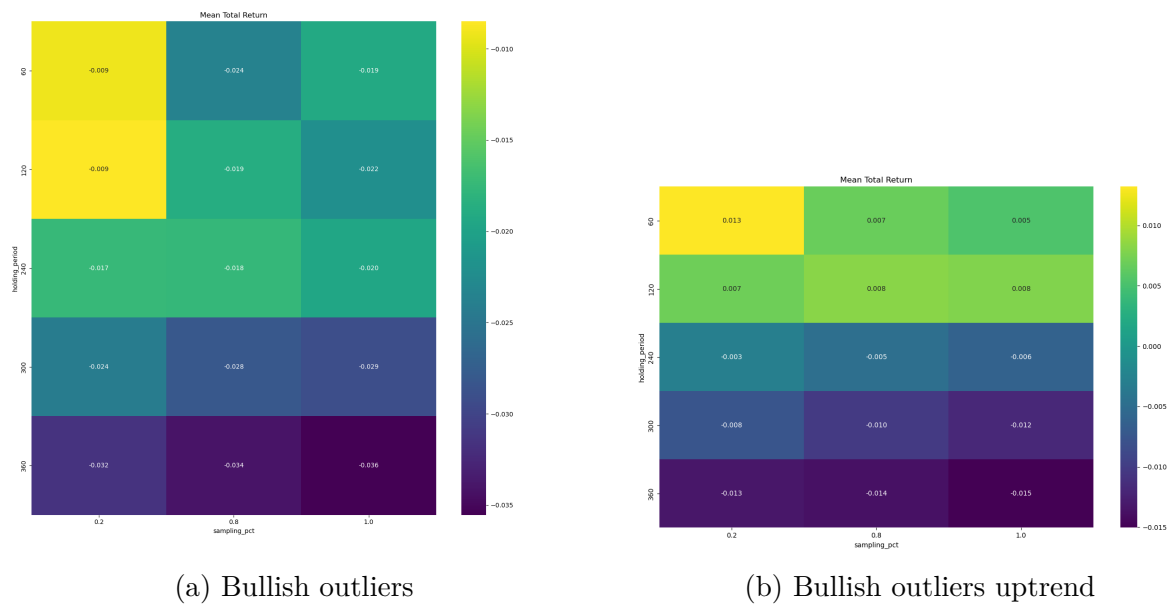 Mean Total Return
60
120
240
300
360
holding_period
-0.009 -0.024 -0.019
-0.009 -0.019 -0.022
-0.017 -0.018 -0.020
-0.024 -0.028 -0.029
-0.032 -0.034 -0.036
0.2 0.8 1.0
sampling_pct
−0.010
−0.015
−0.020
−0.025
−0.030
−0.035
(a) Bullish outliers
Mean Total Return
60
120
240
300
360
holding_period
0.013 0.007 0.005
0.007 0.008 0.008
-0.003 -0.005 -0.006
-0.008 -0.010 -0.012
-0.013 -0.014 -0.015
0.2 0.8 1.0
sampling_pct
0.010
0.005
0.000
−0.005
−0.010
−0.015
(b) Bullish outliers uptrend